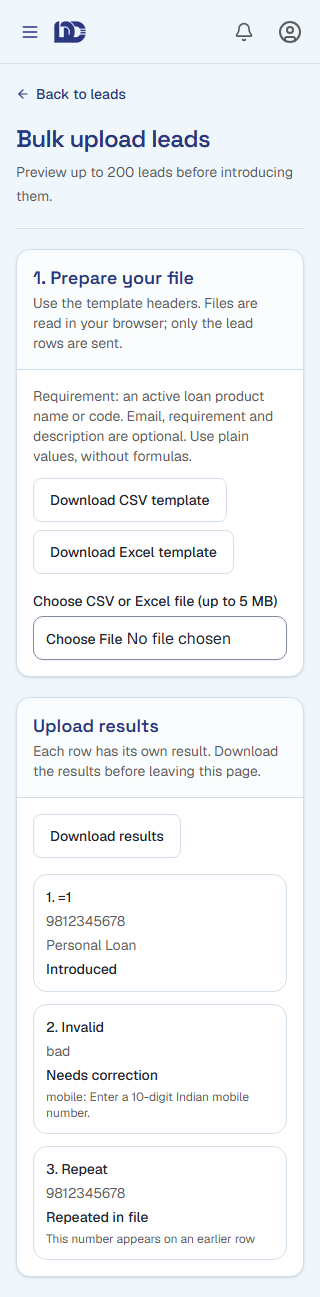 Back to leads
Bulk upload leads
Preview up to 200 leads before introducing
them.
1. Prepare your file
Use the template headers. Files are
read in your browser; only the lead
rows are sent.
Requirement: an active loan product
name or code. Email, requirement and
description are optional. Use plain
values, without formulas.
Download CSV template
Download Excel template
Choose CSV or Excel file (up to 5 MB)
Choose File No file chosen
Upload results
Each row has its own result. Download
the results before leaving this page.
Download results
1. =1
9812345678
Personal Loan
Introduced
2. Invalid
bad
Needs correction
mobile: Enter a 10-digit Indian mobile
number.
3. Repeat
9812345678
Repeated in file
This number appears on an earlier row